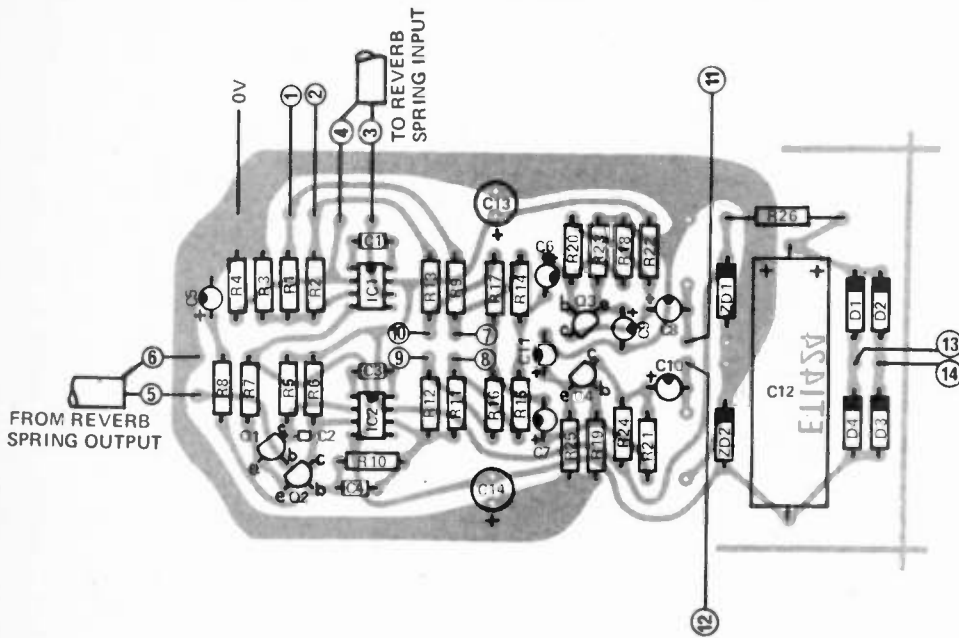 0V
1
2
4
3
TO REVERB
SPRING INPUT
6
5
FROM REVERB
SPRING OUTPUT
C5
+
R4
R3
R1
R2
C1
IC1
R8
R7
R5
R6
C3
IC2
Q1
e
c
b
C2
Q2
e
c
b
R10
C4
C13
+
R13
R9
R17
R14
10
7
9
8
R12
R11
R16
R15
C14
+
C6
+
R20
R23
R18
R22
Q3
b
e
c
C9
+
C8
+
C11
+
Q4
e
c
b
C10
+
C7
+
R25
R19
R24
R21
11
12
R26
ZD1
ZD2
+
+
C12
ETI424
D1
D2
D4
D3
13
14